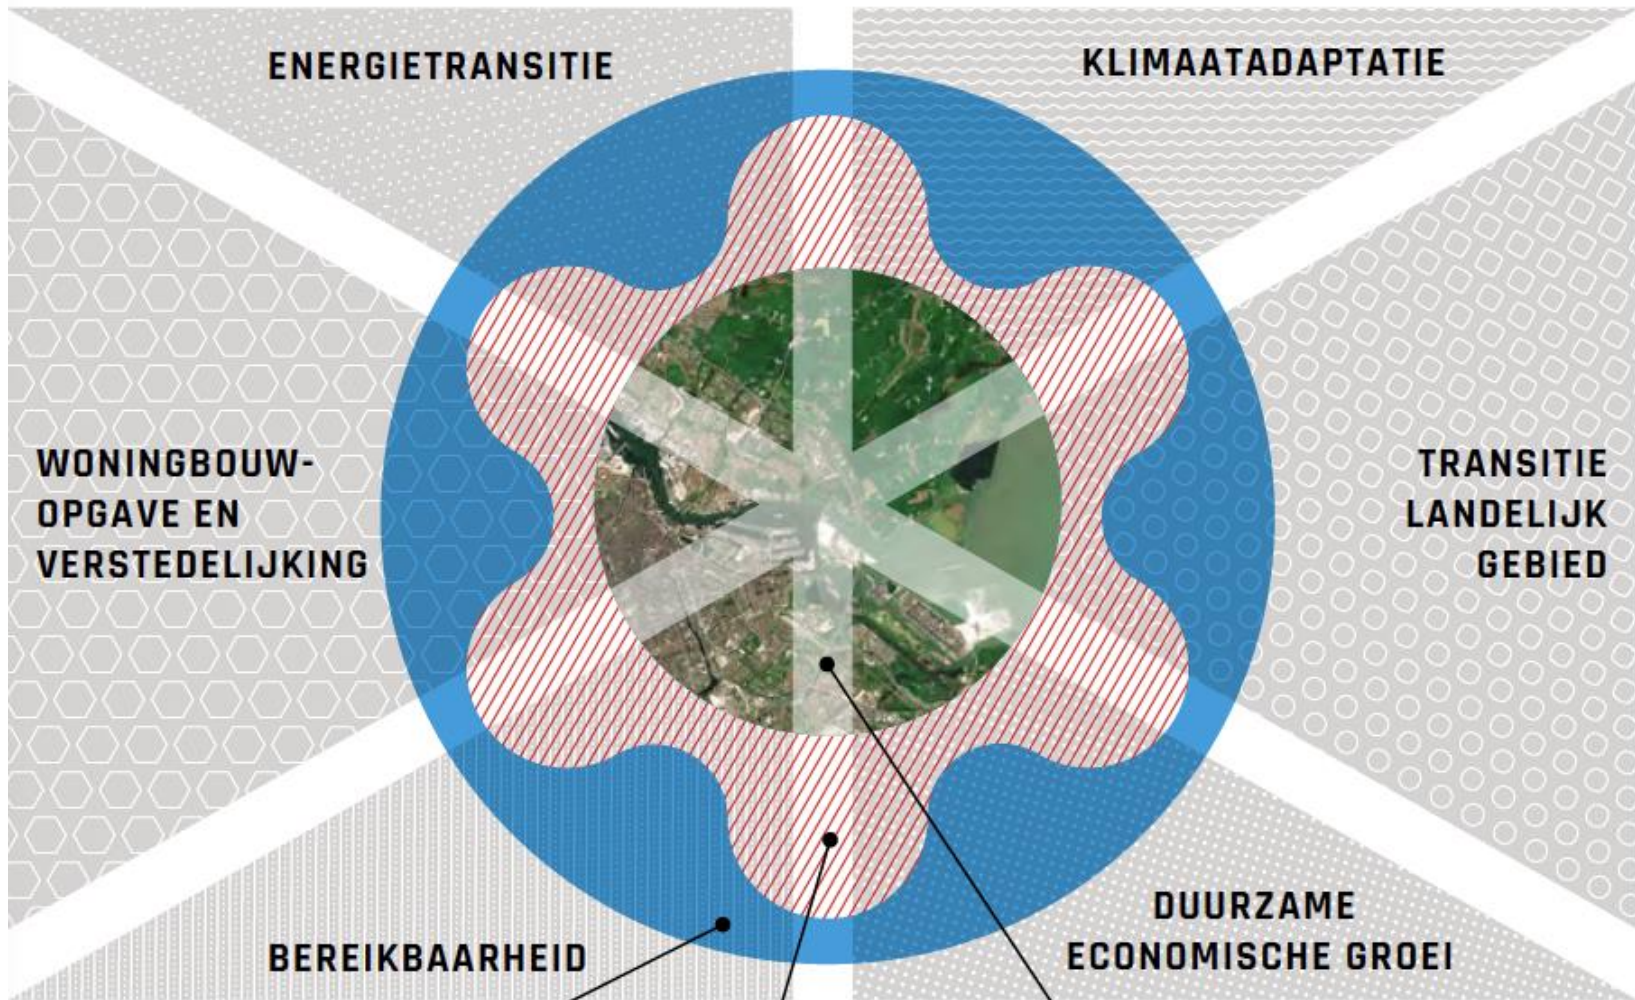 ENERGIETRANSITIE
KLIMAATADAPTATIE
WONINGBOUW-
OPGAVE EN
VERSTEDELIJKING
TRANSITIE
LANDELIJK
GEBIED
BEREIKBAARHEID
DUURZAME
ECONOMISCHE GROEI